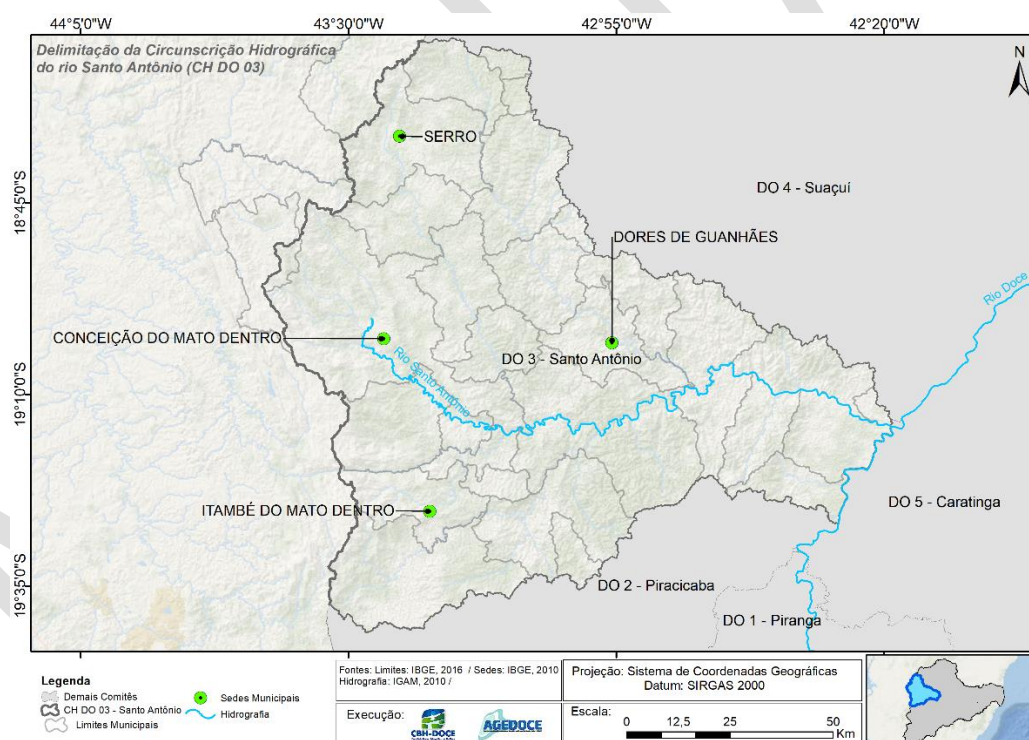 44°5'0"W
43°30'0"W
42°55'0"W
42°20'0"W
Delimitação da Circunscrição Hidrográfica
do rio Santo Antônio (CH DO 03)
N
SERRO
DO 4 - Suaçuí
18°45'0"S
DORES DE GUANHÃES
Rio Doce
CONCEIÇÃO DO MATO DENTRO
Rio Santo Antônio
DO 3 - Santo Antônio
19°10'0"S
ITAMBÉ DO MATO DENTRO
DO 5 - Caratinga
19°35'0"S
DO 2 - Piracicaba
DO 1 - Piranga
Legenda
Demais Comitês
CH DO 03 - Santo Antônio
Limites Municipais
Sedes Municipais
Hidrografia
Fontes: Limites: IBGE, 2016 / Sedes: IBGE, 2010
Hidrografia: IGAM, 2010 /
Execução:
CBH-DOCE
AGEDOCE
Projeção: Sistema de Coordenadas Geográficas
Datum: SIRGAS 2000
Escala:
0 12,5 25 50
Km